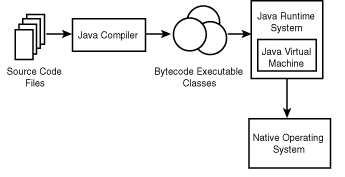 Java Runtime
System
Java Compiler
Java Virtual
Machine
Source Code
Files
Bytecode Executable
Classes
Native Operating
System